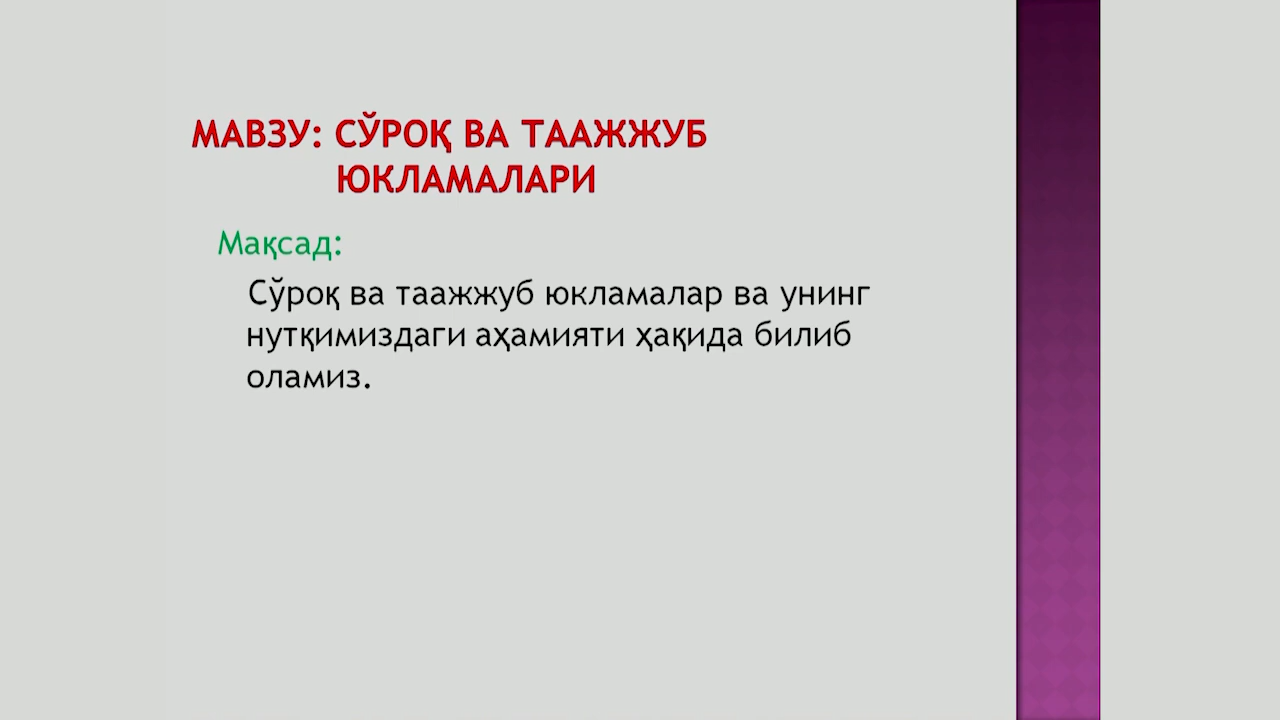 МАВЗУ: СЎРОҚ ВА ТААЖЖУБ
ЮКЛАМАЛАРИ
Мақсад:
Сўроқ ва таажжуб юкламалар ва унинг
нутқимиздаги аҳамияти ҳақида билиб
оламиз.